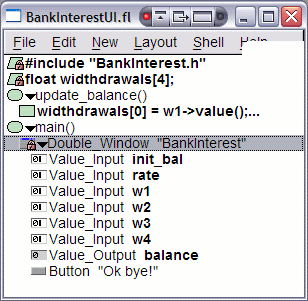 BankInterestUI.fl
File Edit New Layout Shell Help
#include "BankInterest.h"
float widthdrawals[4];
update_balance()
widthdrawals[0] = w1->value();...
main()
Double_Window "BankInterest"
Value_Input init_bal
Value_Input rate
Value_Input w1
Value_Input w2
Value_Input w3
Value_Input w4
Value_Output balance
Button "Ok bye!"